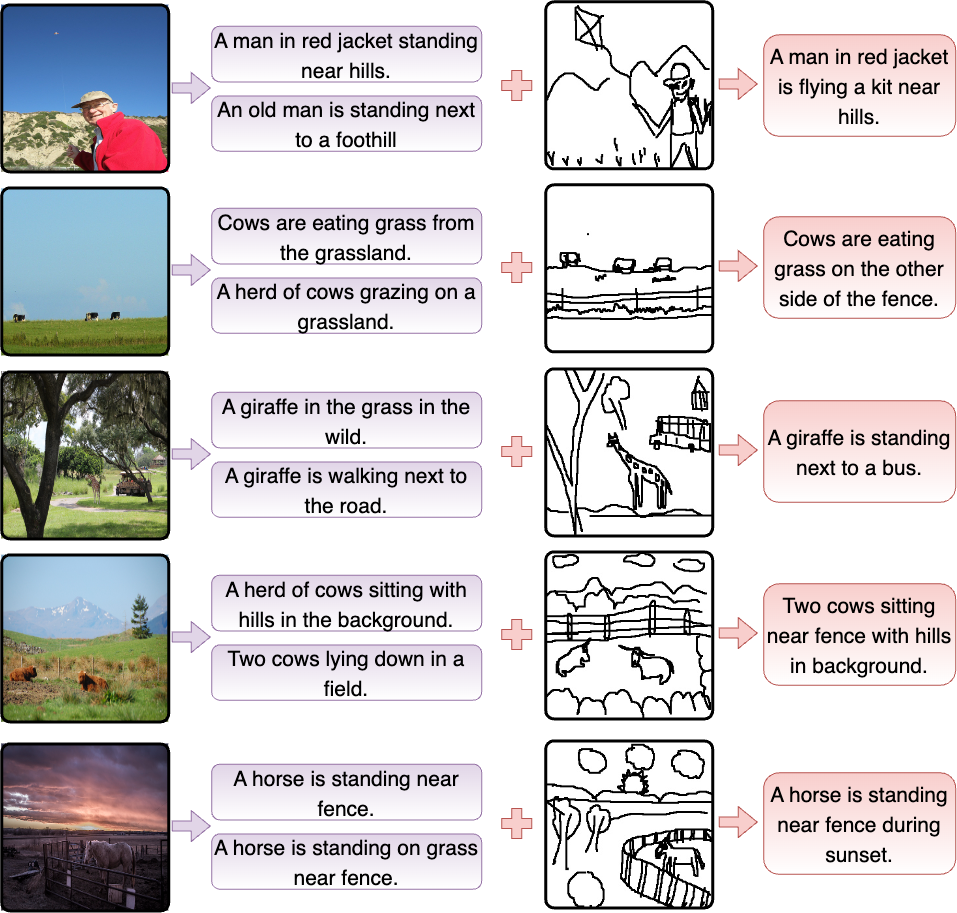 A man in red jacket standing
near hills.
An old man is standing next
to a foothill
A man in red jacket
is flying a kit near
hills.
Cows are eating grass from
the grassland.
A herd of cows grazing on a
grassland.
Cows are eating
grass on the other
side of the fence.
A giraffe in the grass in the
wild.
A giraffe is walking next to
the road.
A giraffe is standing
next to a bus.
A herd of cows sitting with
hills in the background.
Two cows lying down in a
field.
Two cows sitting
near fence with hills
in background.
A horse is standing near
fence.
A horse is standing on grass
near fence.
A horse is standing
near fence during
sunset.